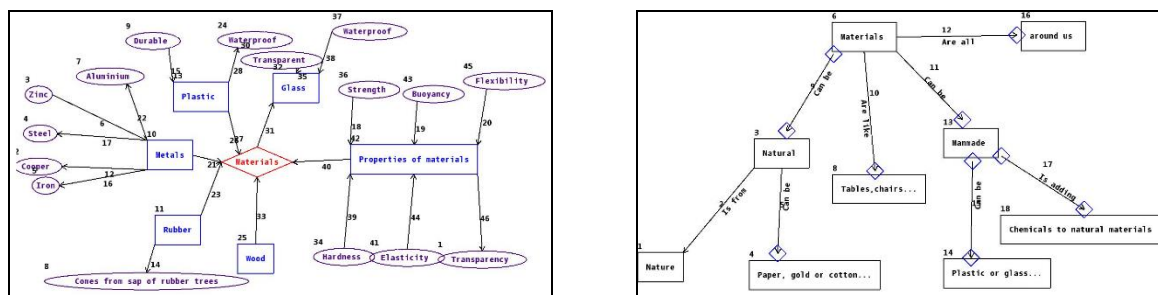 9
Durable
24
Waterproof
30
37
Waterproof
Transparent
38
32
35
Glass
3
Zinc
7
Aluminium
15
13
Plastic
28
36
Strength
43
Buoyancy
45
Flexibility
4
Steel
6
22
17
10
Metals
31
27
Materials
18
42
19
20
Properties of materials
40
2
Copper
Iron
12
16
21
23
11
Rubber
33
25
Wood
39
44
46
34
Hardness
41
Elasticity
1
Transparency
14
8
Cones from sap of rubber trees
6
Materials
12
Are all
16
around us
Can be
10
Are like
11
Can be
3
Natural
13
Manmade
8
Tables,chairs...
2
Is from
5
Can be
Can be
17
Is adding
18
Chemicals to natural materials
1
Nature
4
Paper, gold or cotton...
14
Plastic or glass...